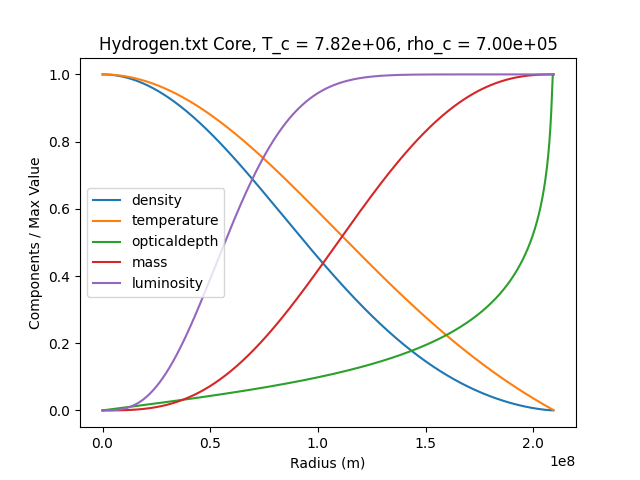 Hydrogen.txt Core, T_c = 7.82e+06, rho_c = 7.00e+05
Components / Max Value
1.0
0.8
0.6
0.4
0.2
0.0
density
temperature
opticaldepth
mass
luminosity
0.0 0.5 1.0 1.5 2.0
1e8
Radius (m)